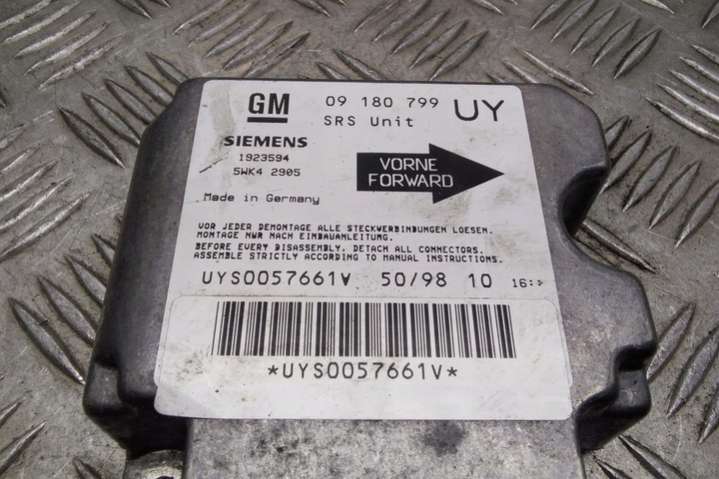 GM 09 180 799 UY
SRS Unit
SIEMENS
1923594
5WK4 2905
VORNE
FORWARD
Made in Germany
VOR JEDER DEMONTAGE ALLE STECKVERBINDUNGEN LOESEN.
MONTAGE NUR NACH EINBAUANLEITUNG.
BEFORE EVERY DISASSEMBLY, DETACH ALL CONNECTORS.
ASSEMBLE STRICTLY ACCORDING TO MANUAL INSTRUCTIONS.
UYS0057661V 50/98 10
*UYS0057661V*